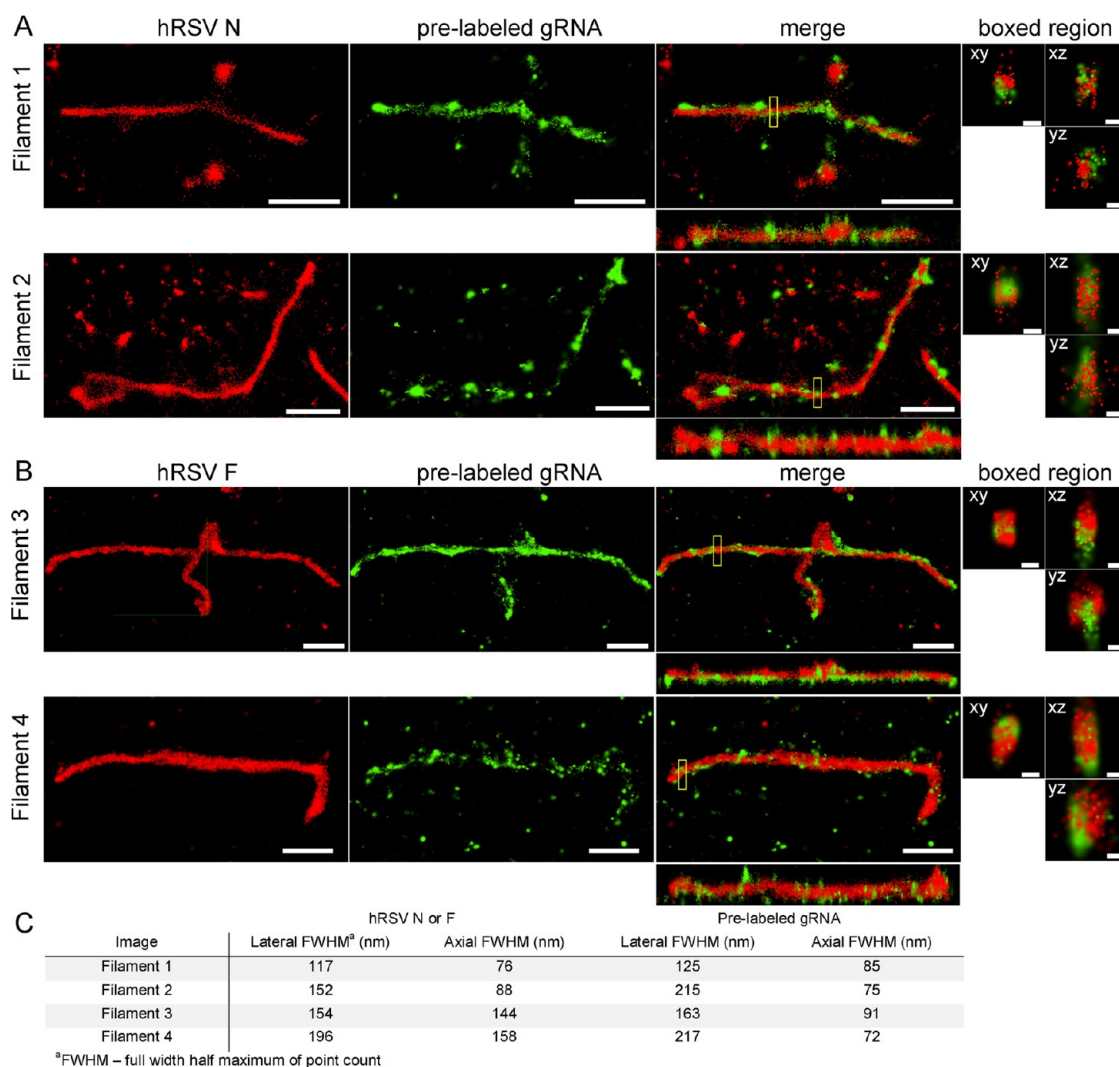 A
hRSV N pre-labeled gRNA merge boxed region
Filament 1
xy xz
yz
Filament 2
xy xz
yz
B
hRSV F pre-labeled gRNA merge boxed region
Filament 3
xy xz
yz
Filament 4
xy xz
yz
C
hRSV N or F Pre-labeled gRNA
Image Lateral FWHMᵃ (nm) Axial FWHM (nm) Lateral FWHM (nm) Axial FWHM (nm)
Filament 1 117 76 125 85
Filament 2 152 88 215 75
Filament 3 154 144 163 91
Filament 4 196 158 217 72
ᵃFWHM – full width half maximum of point count